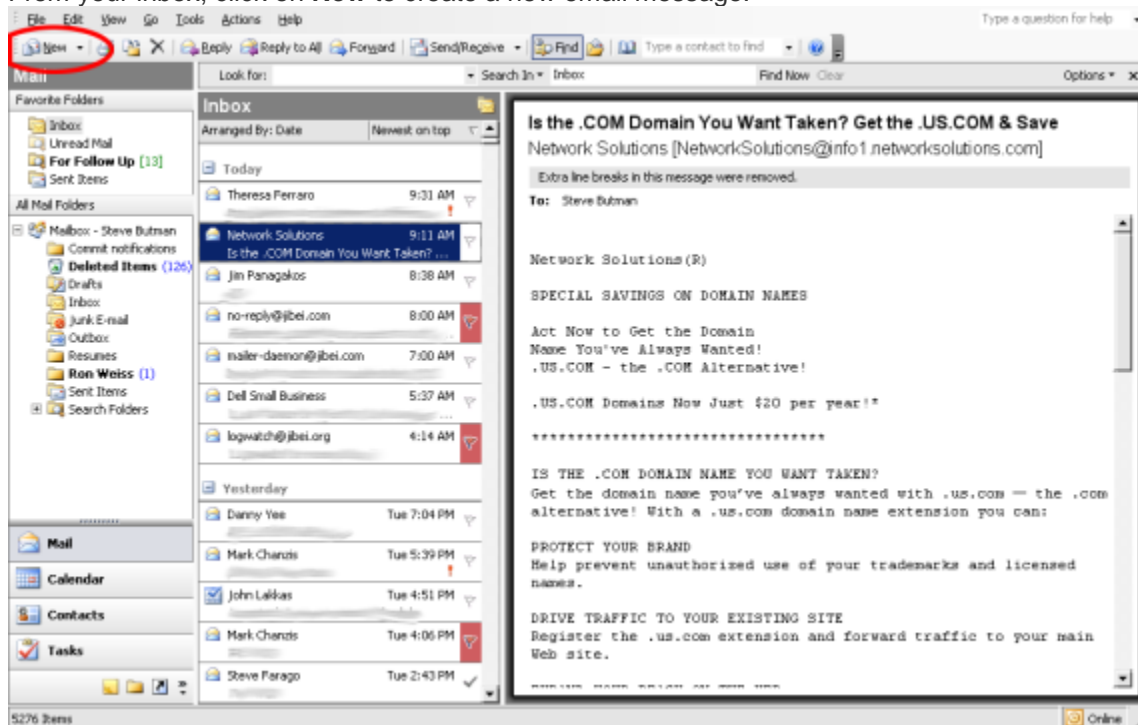 From your inbox, click on New to create a new email message.
File Edit View Go Tools Actions Help Type a question for help
New Reply Reply to All Forward Send/Receive Find Type a contact to find
Mail Look for: Search In Inbox Find Now Clear Options x
Favorite Folders
Inbox
Unread Mail
For Follow Up [13]
Sent Items
All Mail Folders
Mailbox - Steve Butman
Commit notifications
Deleted Items (126)
Drafts
Inbox
Junk E-mail
Outbox
Resumes
Ron Weiss (1)
Sent Items
Search Folders
Mail
Calendar
Contacts
Tasks
Inbox
Arranged By: Date Newest on top
Today
Theresa Ferraro 9:31 AM
Network Solutions 9:11 AM
Is the .COM Domain You Want Taken? ...
Jim Panagakos 8:38 AM
no-reply@jibei.com 8:00 AM
mailer-daemon@jibei.com 7:00 AM
Dell Small Business 5:37 AM
logwatch@jibei.org 4:14 AM
Yesterday
Danny Yee Tue 7:04 PM
Mark Chanzis Tue 5:39 PM
John Lakkas Tue 4:51 PM
Mark Chanzis Tue 4:06 PM
Steve Farago Tue 2:43 PM
Is the .COM Domain You Want Taken? Get the .US.COM & Save
Network Solutions [NetworkSolutions@info1.networksolutions.com]
Extra line breaks in this message were removed.
To: Steve Butman
Network Solutions(R)
SPECIAL SAVINGS ON DOMAIN NAMES
Act Now to Get the Domain
Name You've Always Wanted!
.US.COM - the .COM Alternative!
.US.COM Domains Now Just $20 per year!*
**********************************
IS THE .COM DOMAIN NAME YOU WANT TAKEN?
Get the domain name you've always wanted with .us.com — the .com
alternative! With a .us.com domain name extension you can:
PROTECT YOUR BRAND
Help prevent unauthorized use of your trademarks and licensed
names.
DRIVE TRAFFIC TO YOUR EXISTING SITE
Register the .us.com extension and forward traffic to your main
Web site.
5276 Items Online